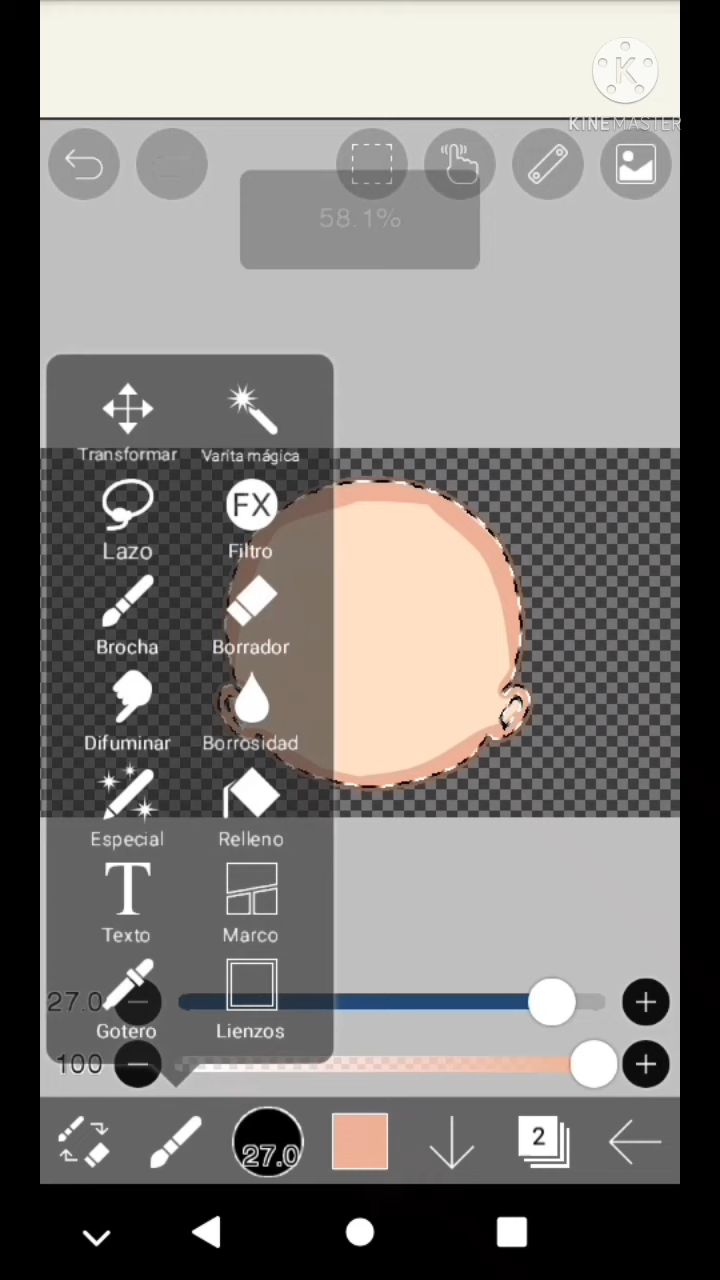 KINEMASTER
58.1%
Transformar Varita mágica
Lazo Filtro
FX
Brocha Borrador
Difuminar Borrosidad
Especial Relleno
T
Texto Marco
27.0
Gotero Lienzos
100
27.0
2